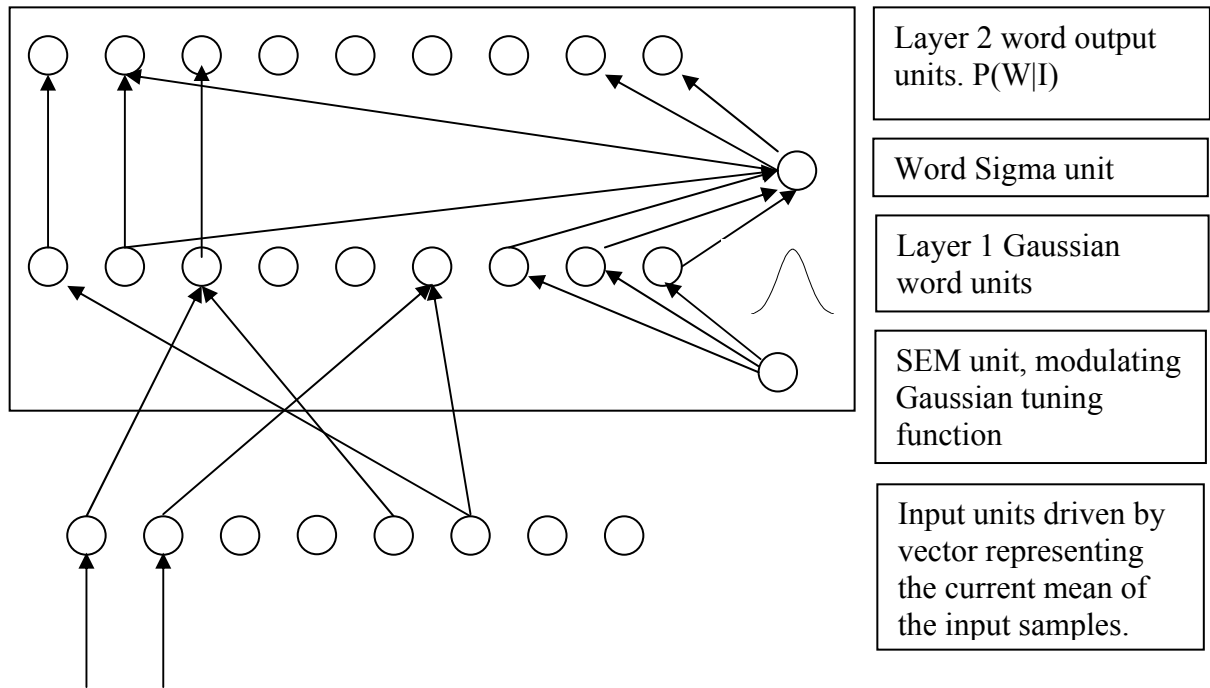 Layer 2 word output
units. P(W|I)
Word Sigma unit
Layer 1 Gaussian
word units
SEM unit, modulating
Gaussian tuning
function
Input units driven by
vector representing
the current mean of
the input samples.